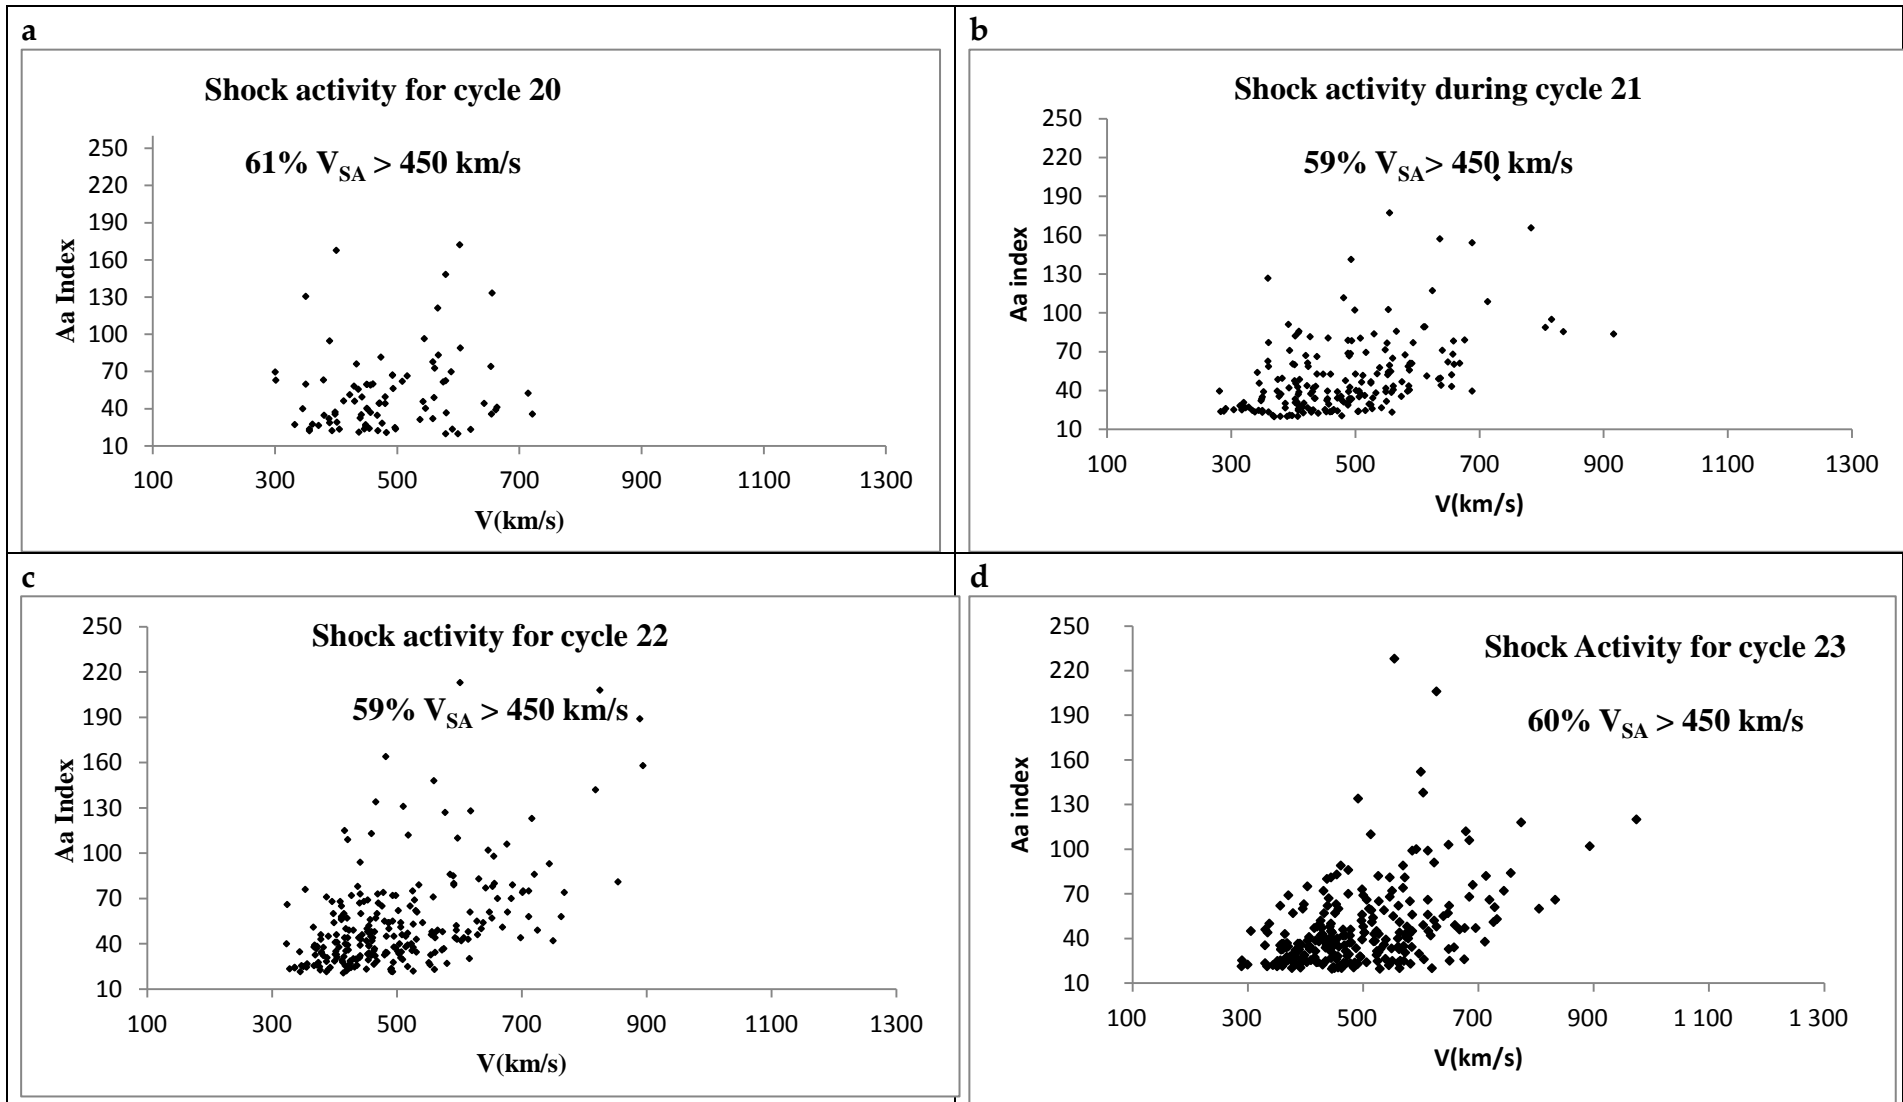 a
Shock activity for cycle 20
61% V_SA > 450 km/s
250
220
190
160
130
100
70
40
10
Aa Index
100 300 500 700 900 1100 1300
V(km/s)
b
Shock activity during cycle 21
59% V_SA> 450 km/s
250
220
190
160
130
100
70
40
10
Aa index
100 300 500 700 900 1100 1300
V(km/s)
c
Shock activity for cycle 22
59% V_SA > 450 km/s
250
220
190
160
130
100
70
40
10
Aa Index
100 300 500 700 900 1100 1300
V(km/s)
d
Shock Activity for cycle 23
60% V_SA > 450 km/s
250
220
190
160
130
100
70
40
10
Aa index
100 300 500 700 900 1 100 1 300
V(km/s)